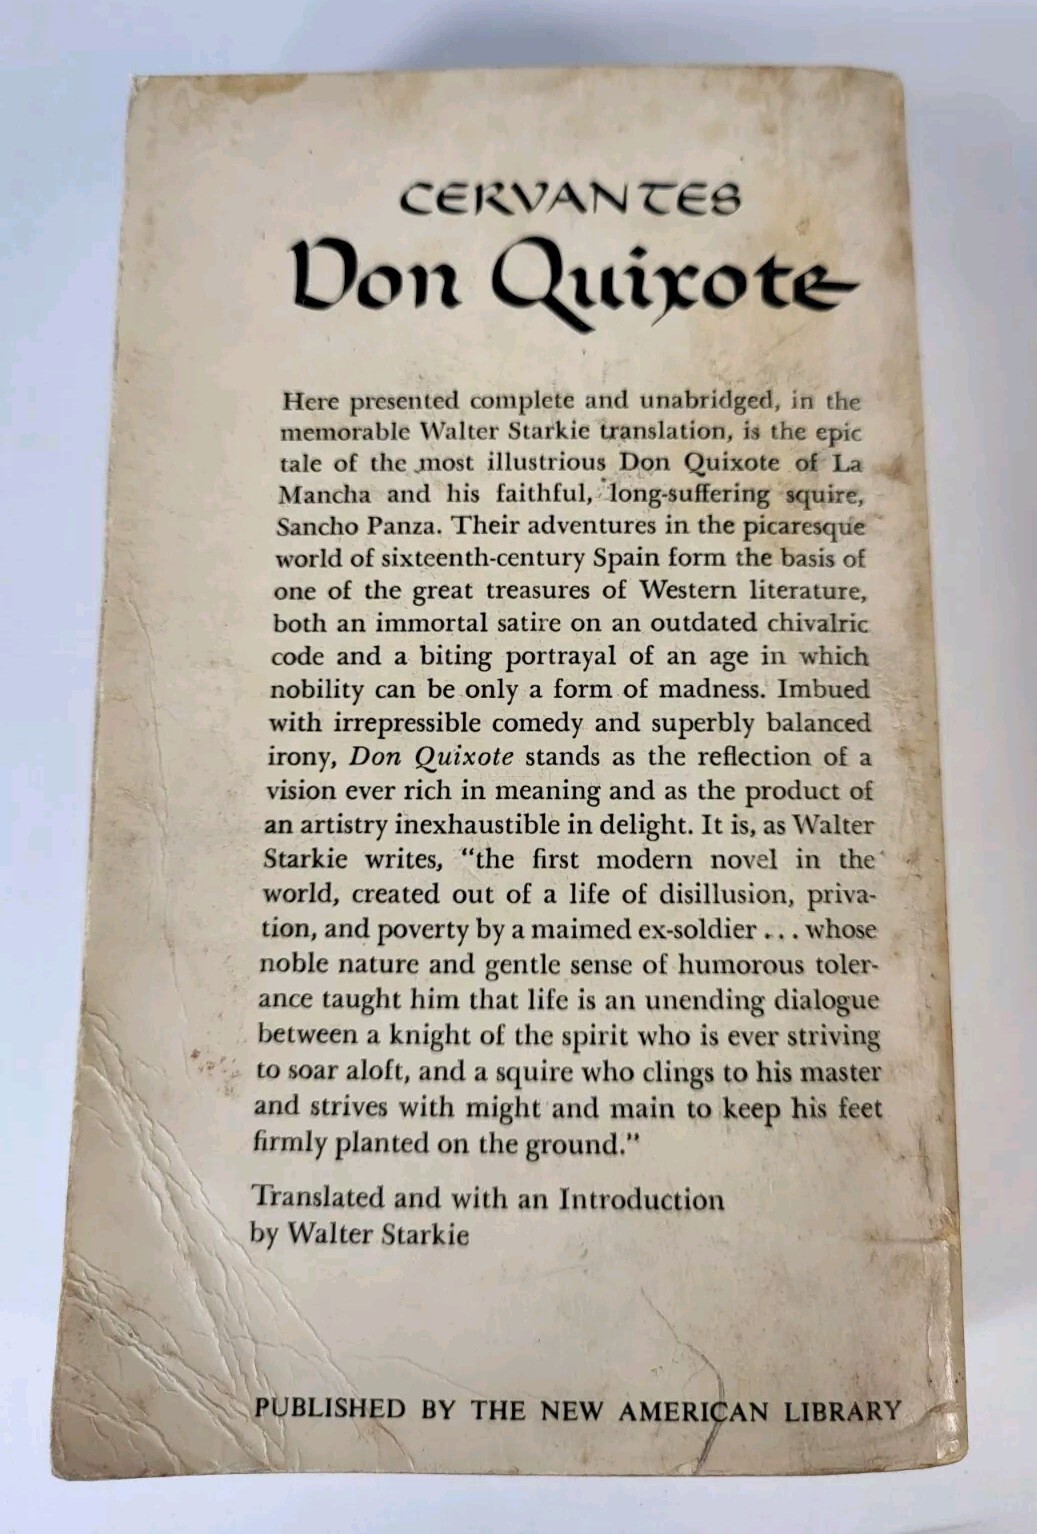 CERVANTES
Don Quixote
Here presented complete and unabridged, in the
memorable Walter Starkie translation, is the epic
tale of the most illustrious Don Quixote of La
Mancha and his faithful, long-suffering squire,
Sancho Panza. Their adventures in the picaresque
world of sixteenth-century Spain form the basis of
one of the great treasures of Western literature,
both an immortal satire on an outdated chivalric
code and a biting portrayal of an age in which
nobility can be only a form of madness. Imbued
with irrepressible comedy and superbly balanced
irony, Don Quixote stands as the reflection of a
vision ever rich in meaning and as the product of
an artistry inexhaustible in delight. It is, as Walter
Starkie writes, “the first modern novel in the
world, created out of a life of disillusion, priva-
tion, and poverty by a maimed ex-soldier . . . whose
noble nature and gentle sense of humorous toler-
ance taught him that life is an unending dialogue
between a knight of the spirit who is ever striving
to soar aloft, and a squire who clings to his master
and strives with might and main to keep his feet
firmly planted on the ground.”
Translated and with an Introduction
by Walter Starkie
PUBLISHED BY THE NEW AMERICAN LIBRARY